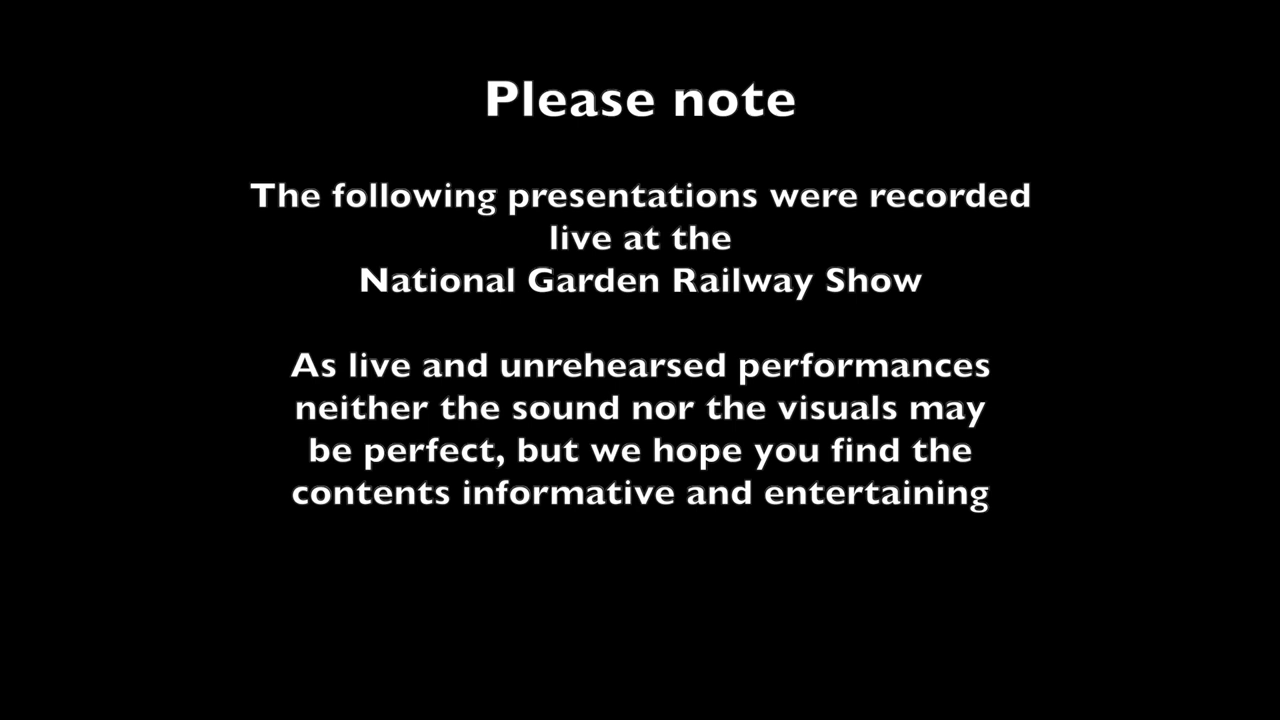 Please note
The following presentations were recorded
live at the
National Garden Railway Show
As live and unrehearsed performances
neither the sound nor the visuals may
be perfect, but we hope you find the
contents informative and entertaining